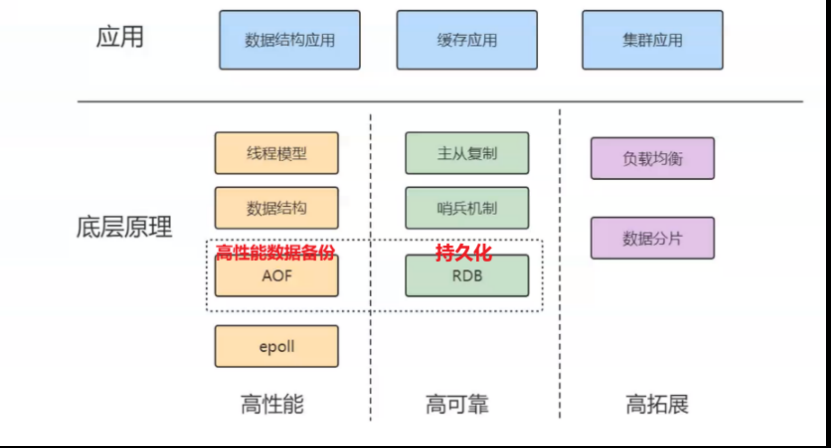 应用
数据结构应用
缓存应用
集群应用
底层原理
线程模型
主从复制
负载均衡
数据结构
哨兵机制
数据分片
高性能数据备份
持久化
AOF
RDB
epoll
高性能
高可靠
高拓展